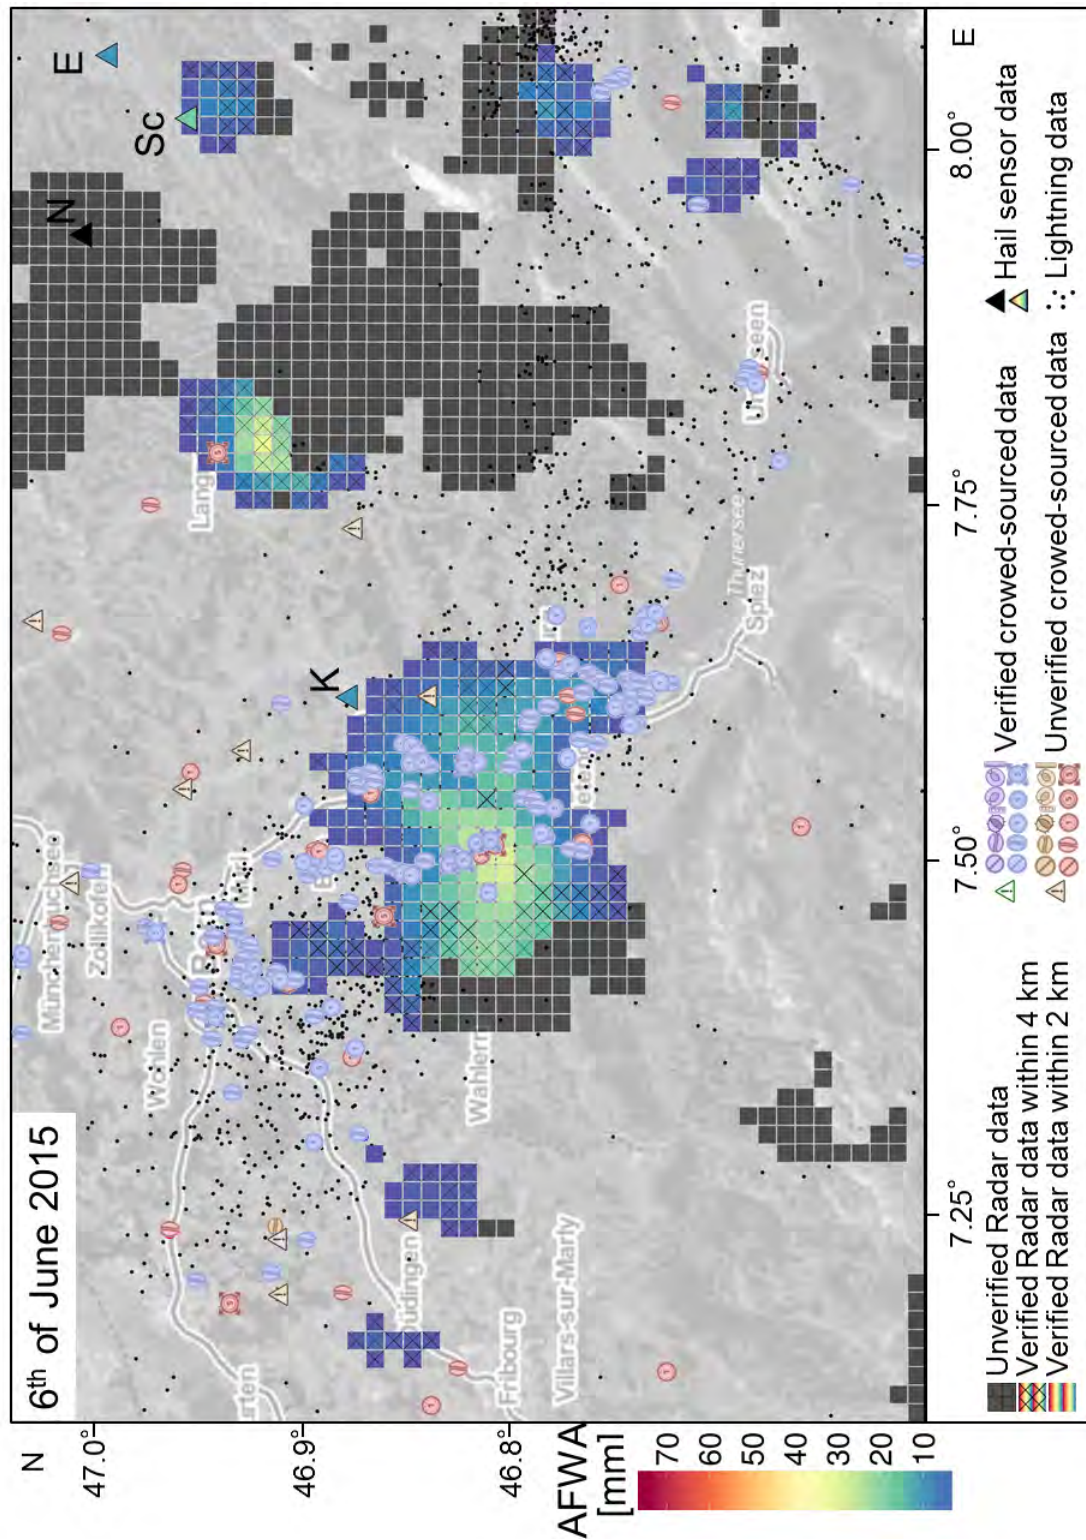 6th of June 2015
N
47.0°
46.9°
46.8°
7.25°
7.50°
7.75°
8.00°
E
Münchenbuchsee
Zollikofen
Wohlen
Muri
Lang
N
Sc
E
K
Wahlern
Düdingen
Fribourg
Villars-sur-Marly
Thunersee
Spiez
seen
AFWA
[mm]
70
60
50
40
30
20
10
Unverified Radar data
Verified Radar data within 4 km
Verified Radar data within 2 km
Verified crowed-sourced data
Unverified crowed-sourced data
Hail sensor data
Lightning data